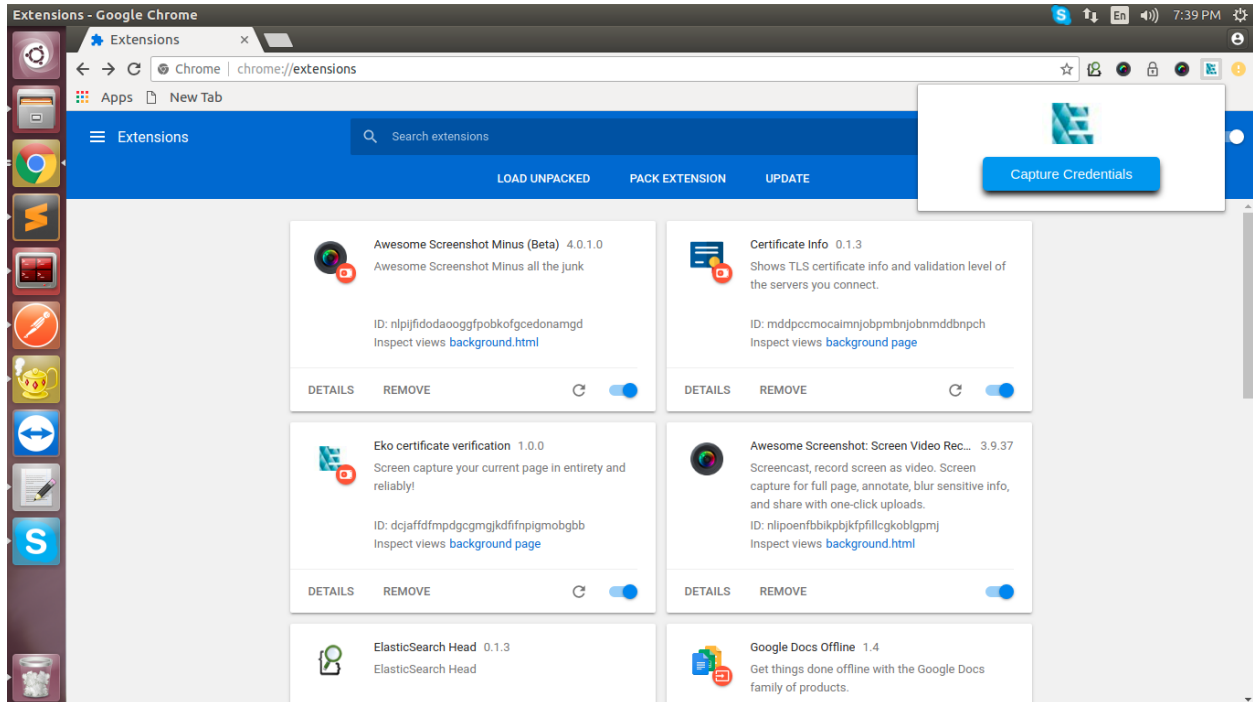 Extensions - Google Chrome
En
7:39 PM
Extensions
Chrome
chrome://extensions
Apps
New Tab
Extensions
Search extensions
Capture Credentials
LOAD UNPACKED
PACK EXTENSION
UPDATE
Awesome Screenshot Minus (Beta) 4.0.1.0
Awesome Screenshot Minus all the junk
ID: nlpijfidodaooggfpobkofgcedonamgd
Inspect views background.html
DETAILS
REMOVE
Certificate Info 0.1.3
Shows TLS certificate info and validation level of
the servers you connect.
ID: mddpccmocaimnjobpmbnjobnmddbnpch
Inspect views background page
DETAILS
REMOVE
Eko certificate verification 1.0.0
Screen capture your current page in entirety and
reliably!
ID: dcjaffdfmpdgcgmgjkdfifnpigmobgbb
Inspect views background page
DETAILS
REMOVE
Awesome Screenshot: Screen Video Rec... 3.9.37
Screencast, record screen as video. Screen
capture for full page, annotate, blur sensitive info,
and share with one-click uploads.
ID: nlipoenfbbikpbjkfpfillcgkoblgpmj
Inspect views background.html
DETAILS
REMOVE
ElasticSearch Head 0.1.3
ElasticSearch Head
Google Docs Offline 1.4
Get things done offline with the Google Docs
family of products.